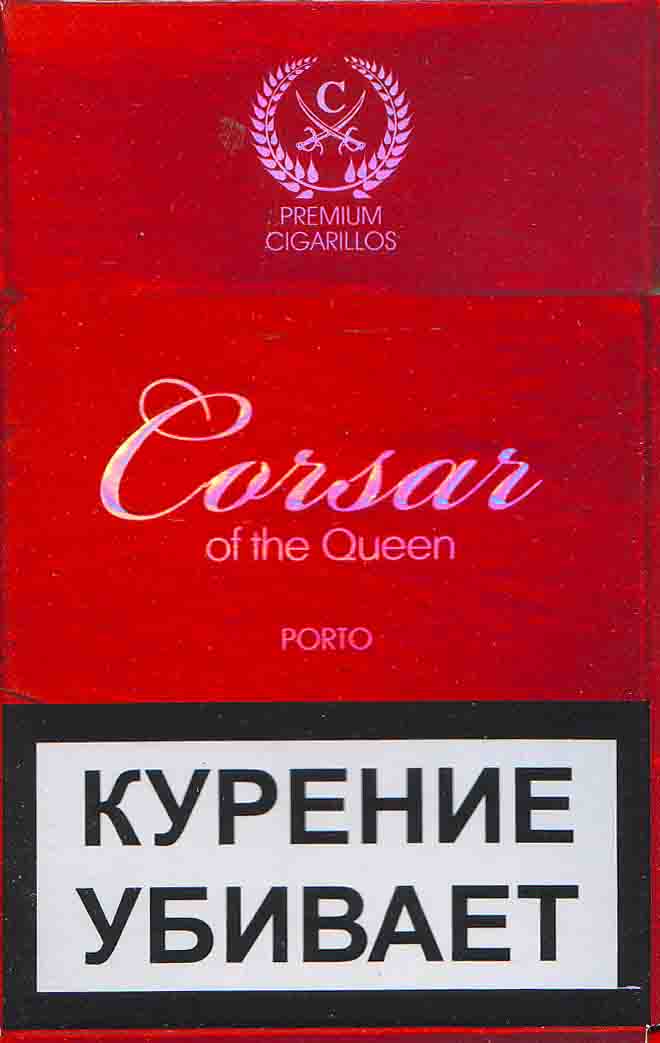 C
PREMIUM
CIGARILLOS
Corsar
of the Queen
PORTO
КУРЕНИЕ
УБИВАЕТ